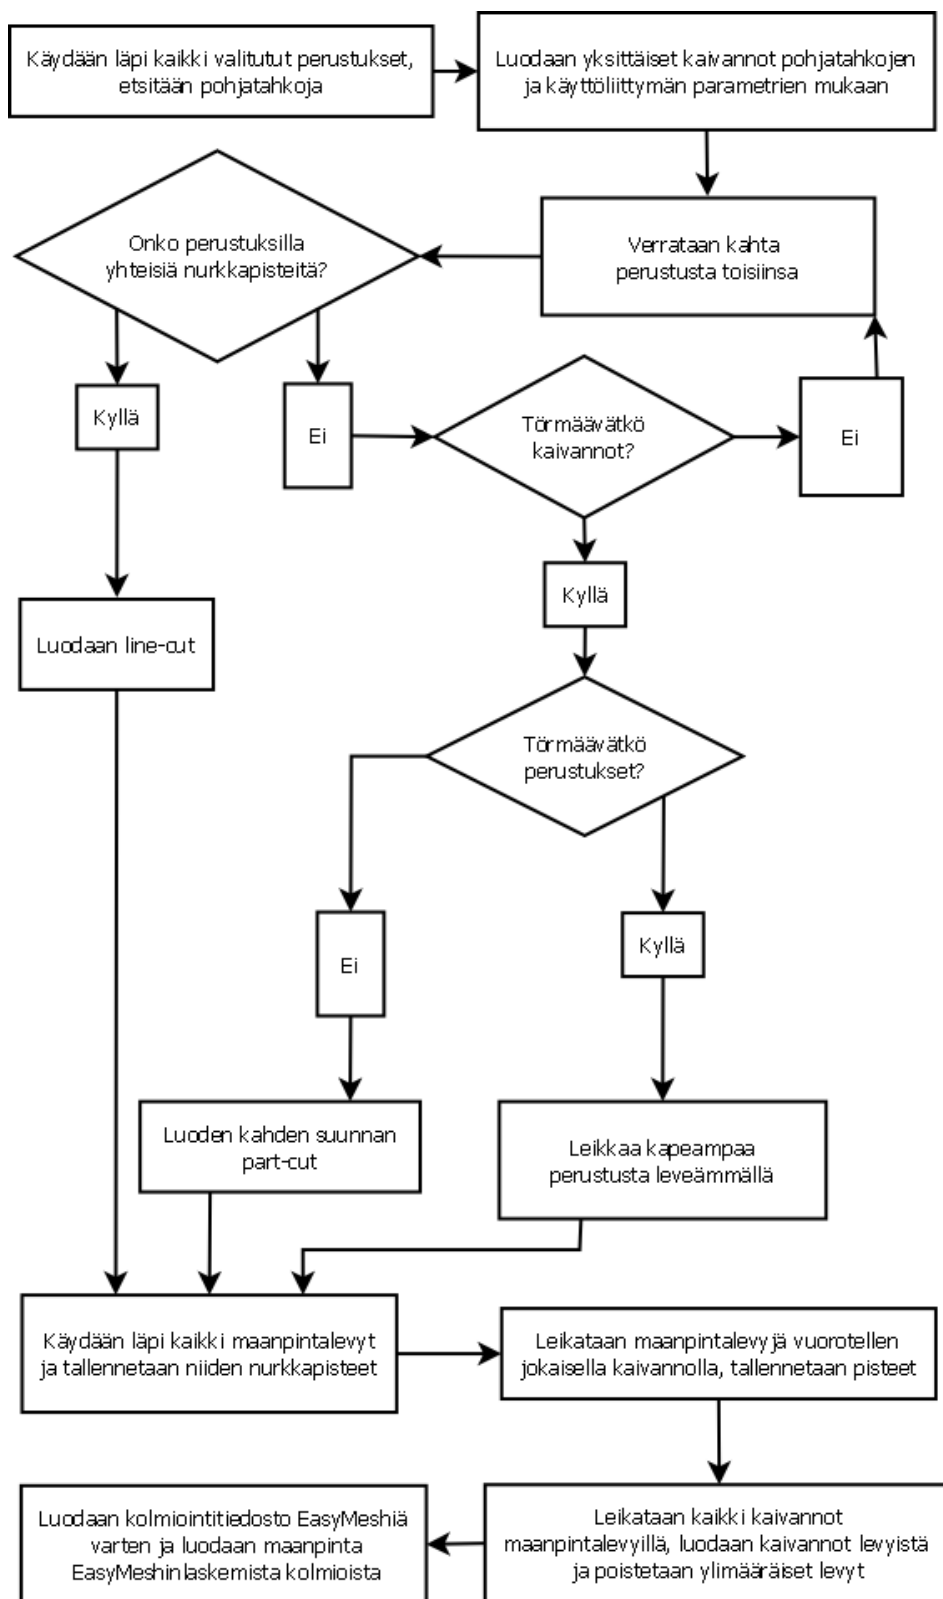 Käydään läpi kaikki valitutut perustukset,
etsitään pohjatahkoja
Luodaan yksittäiset kaivannot pohjatahkojen
ja käyttöliittymän parametrien mukaan
Verrataan kahta
perustusta toisiinsa
Onko perustuksilla
yhteisiä nurkkapisteitä?
Kyllä
Ei
Törmäävätkö
kaivannot?
Ei
Kyllä
Luodaan line-cut
Törmäävätkö
perustukset?
Ei
Kyllä
Luoden kahden suunnan
part-cut
Leikkaa kapeampaa
perustusta leveämmällä
Käydään läpi kaikki maanpintalevyt
ja tallennetaan niiden nurkkapisteet
Leikataan maanpintalevyjä vuorotellen
jokaisella kaivannolla, tallennetaan pisteet
Leikataan kaikki kaivannot
maanpintalevyillä, luodaan kaivannot levyistä
ja poistetaan ylimääräiset levyt
Luodaan kolmiointitiedosto EasyMeshiä
varten ja luodaan maanpinta
EasyMeshinlaskemista kolmioista